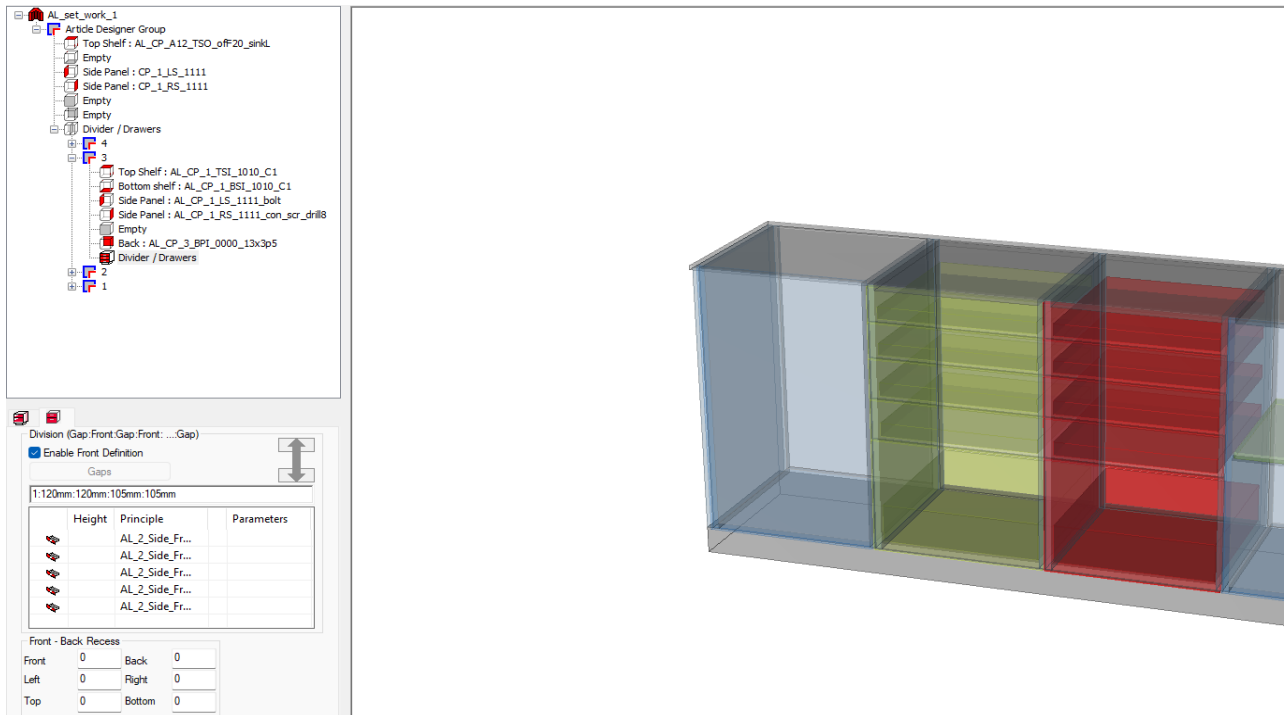 AL_set_work_1
Article Designer Group
Top Shelf : AL_CP_A12_TSO_ofF20_sinkL
Empty
Side Panel : CP_1_LS_1111
Side Panel : CP_1_RS_1111
Empty
Empty
Divider / Drawers
4
3
Top Shelf : AL_CP_1_TSI_1010_C1
Bottom shelf : AL_CP_1_BSI_1010_C1
Side Panel : AL_CP_1_LS_1111_bolt
Side Panel : AL_CP_1_RS_1111_con_scr_drill8
Empty
Back : AL_CP_3_BPI_0000_13x3p5
Divider / Drawers
2
1
Division (Gap:Front:Gap:Front: ...:Gap)
Enable Front Definition
Gaps
1:120mm:120mm:105mm:105mm
Height Principle Parameters
AL_2_Side_Fr...
AL_2_Side_Fr...
AL_2_Side_Fr...
AL_2_Side_Fr...
AL_2_Side_Fr...
Front - Back Recess
Front 0 Back 0
Left 0 Right 0
Top 0 Bottom 0